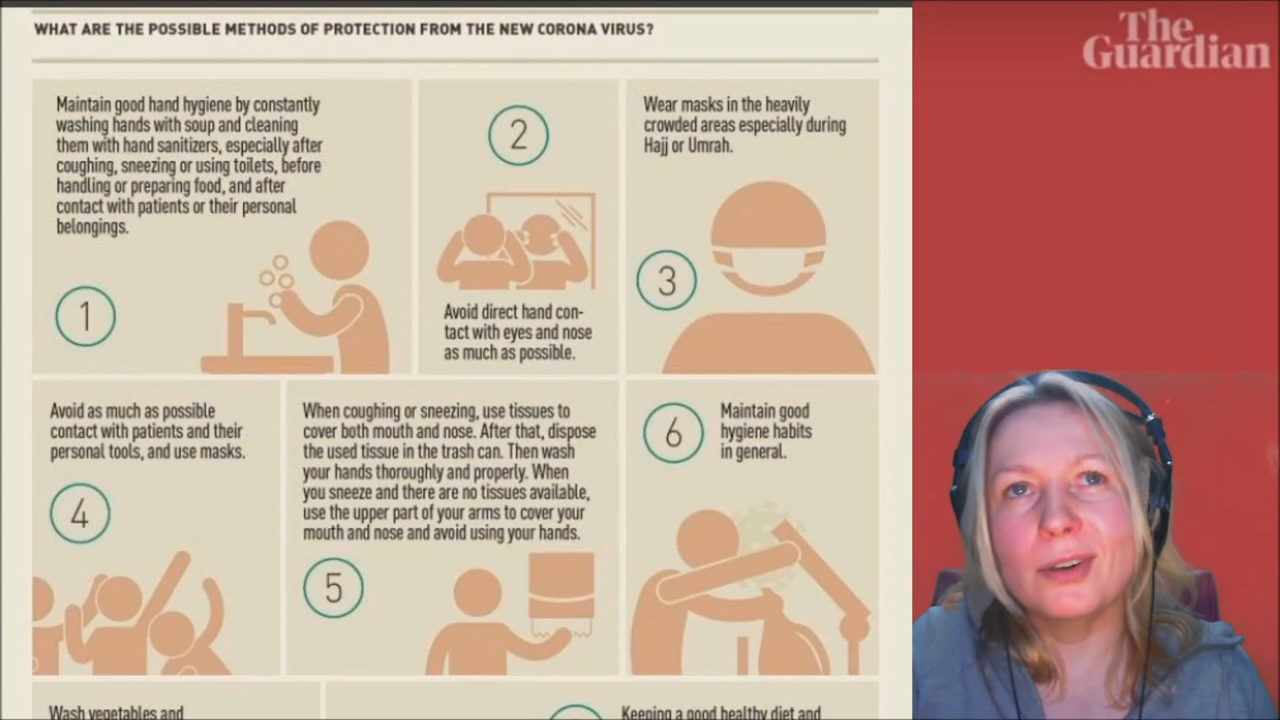 WHAT ARE THE POSSIBLE METHODS OF PROTECTION FROM THE NEW CORONA VIRUS?
The
Guardian
Maintain good hand hygiene by constantly
washing hands with soup and cleaning
them with hand sanitizers, especially after
coughing, sneezing or using toilets, before
handling or preparing food, and after
contact with patients or their personal
belongings.
1
2
Avoid direct hand con-
tact with eyes and nose
as much as possible.
Wear masks in the heavily
crowded areas especially during
Hajj or Umrah.
3
Avoid as much as possible
contact with patients and their
personal tools, and use masks.
4
When coughing or sneezing, use tissues to
cover both mouth and nose. After that, dispose
the used tissue in the trash can. Then wash
your hands thoroughly and properly. When
you sneeze and there are no tissues available,
use the upper part of your arms to cover your
mouth and nose and avoid using your hands.
5
6
Maintain good
hygiene habits
in general.
Wash vegetables and
Keeping a good healthy diet and